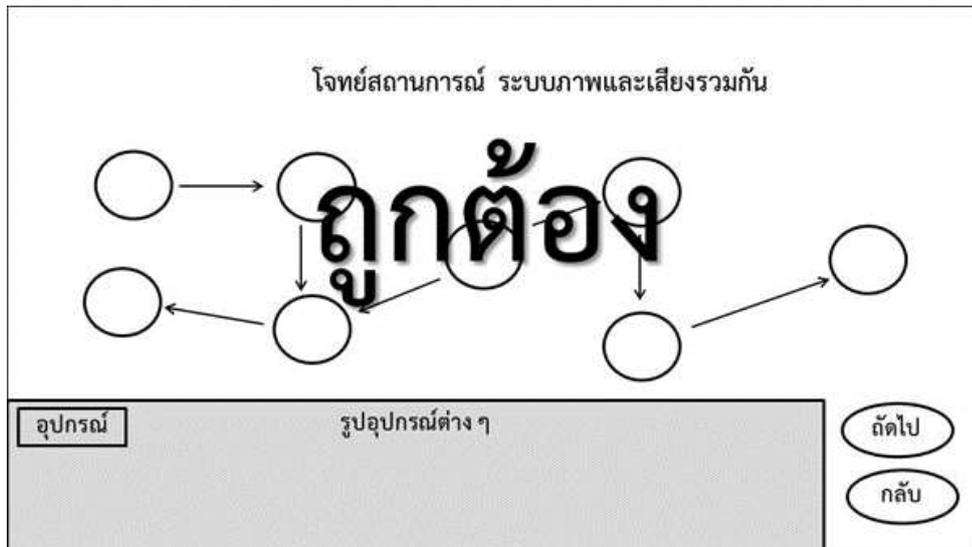 โจทย์สถานการณ์ ระบบภาพและเสียงรวมกัน
ถูกต้อง
อุปกรณ์
รูปอุปกรณ์ต่าง ๆ
ถัดไป
กลับ